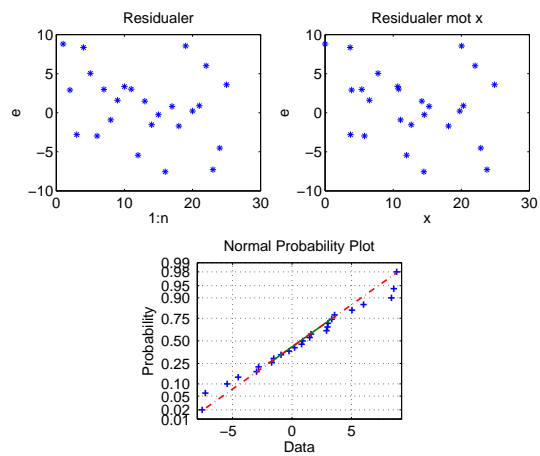 Residualer
10
5
0
−5
−10
e
0 10 20 30
1:n
Residualer mot x
10
5
0
−5
−10
e
0 10 20 30
x
Normal Probability Plot
0.99
0.98
0.95
0.90
0.75
0.50
0.25
0.10
0.05
0.02
0.01
Probability
−5 0 5
Data